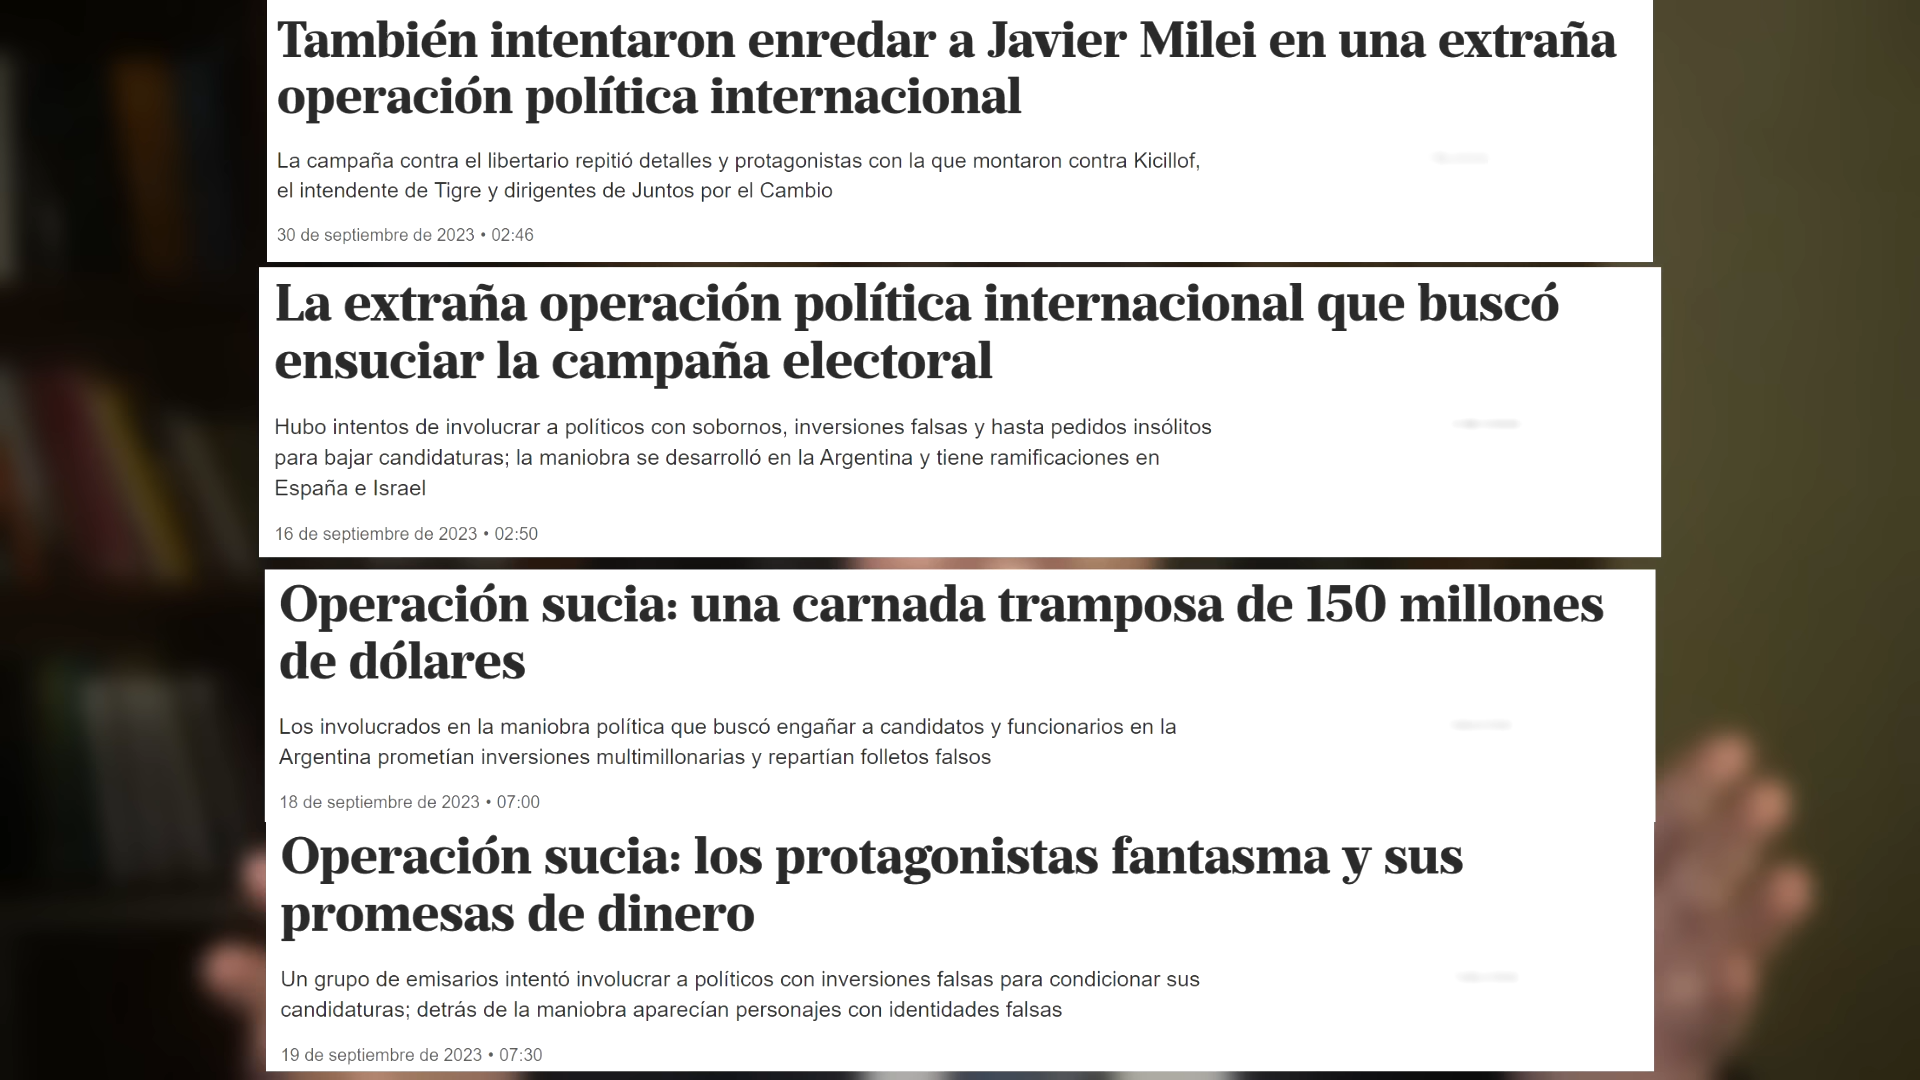 También intentaron enredar a Javier Milei en una extraña
operación política internacional
La campaña contra el libertario repitió detalles y protagonistas con la que montaron contra Kicillof,
el intendente de Tigre y dirigentes de Juntos por el Cambio
30 de septiembre de 2023 • 02:46
La extraña operación política internacional que buscó
ensuciar la campaña electoral
Hubo intentos de involucrar a políticos con sobornos, inversiones falsas y hasta pedidos insólitos
para bajar candidaturas; la maniobra se desarrolló en la Argentina y tiene ramificaciones en
España e Israel
16 de septiembre de 2023 • 02:50
Operación sucia: una carnada tramposa de 150 millones
de dólares
Los involucrados en la maniobra política que buscó engañar a candidatos y funcionarios en la
Argentina prometían inversiones multimillonarias y repartían folletos falsos
18 de septiembre de 2023 • 07:00
Operación sucia: los protagonistas fantasma y sus
promesas de dinero
Un grupo de emisarios intentó involucrar a políticos con inversiones falsas para condicionar sus
candidaturas; detrás de la maniobra aparecían personajes con identidades falsas
19 de septiembre de 2023 • 07:30